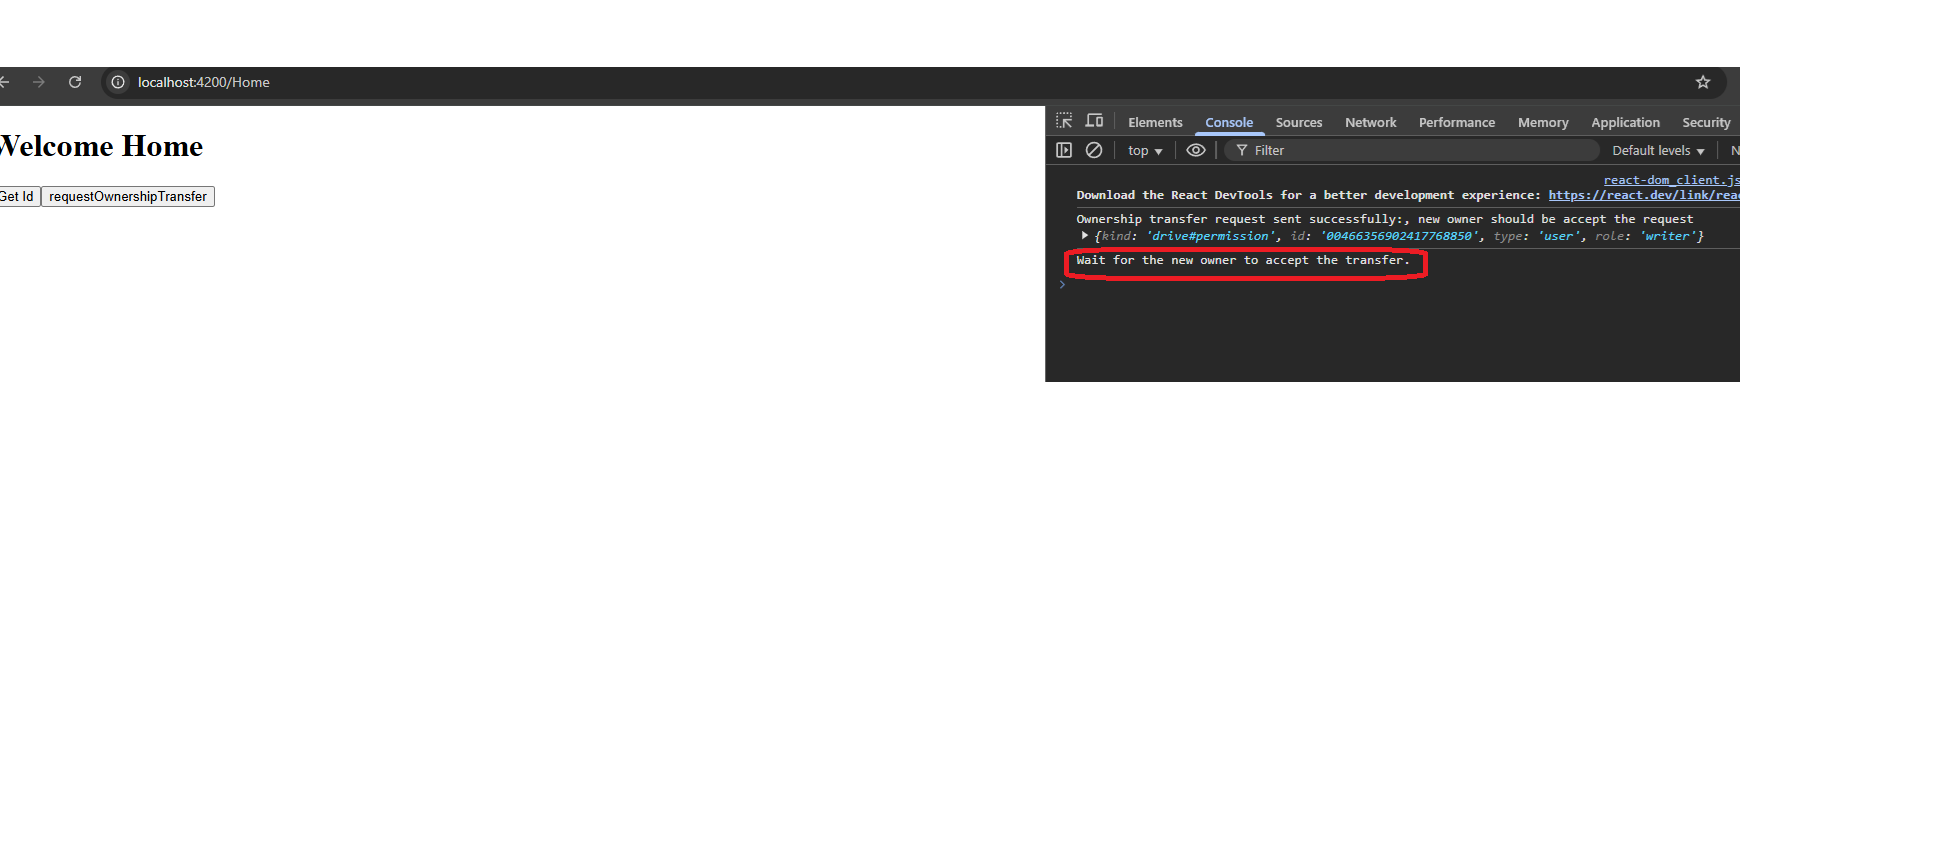 localhost:4200/Home
Welcome Home
Get Id requestOwnershipTransfer
Elements Console Sources Network Performance Memory Application Security
top Filter Default levels
react-dom_client.js
Download the React DevTools for a better development experience: https://react.dev/link/reac
Ownership transfer request sent successfully:, new owner should be accept the request
{kind: 'drive#permission', id: '00466356902417768850', type: 'user', role: 'writer'}
Wait for the new owner to accept the transfer.